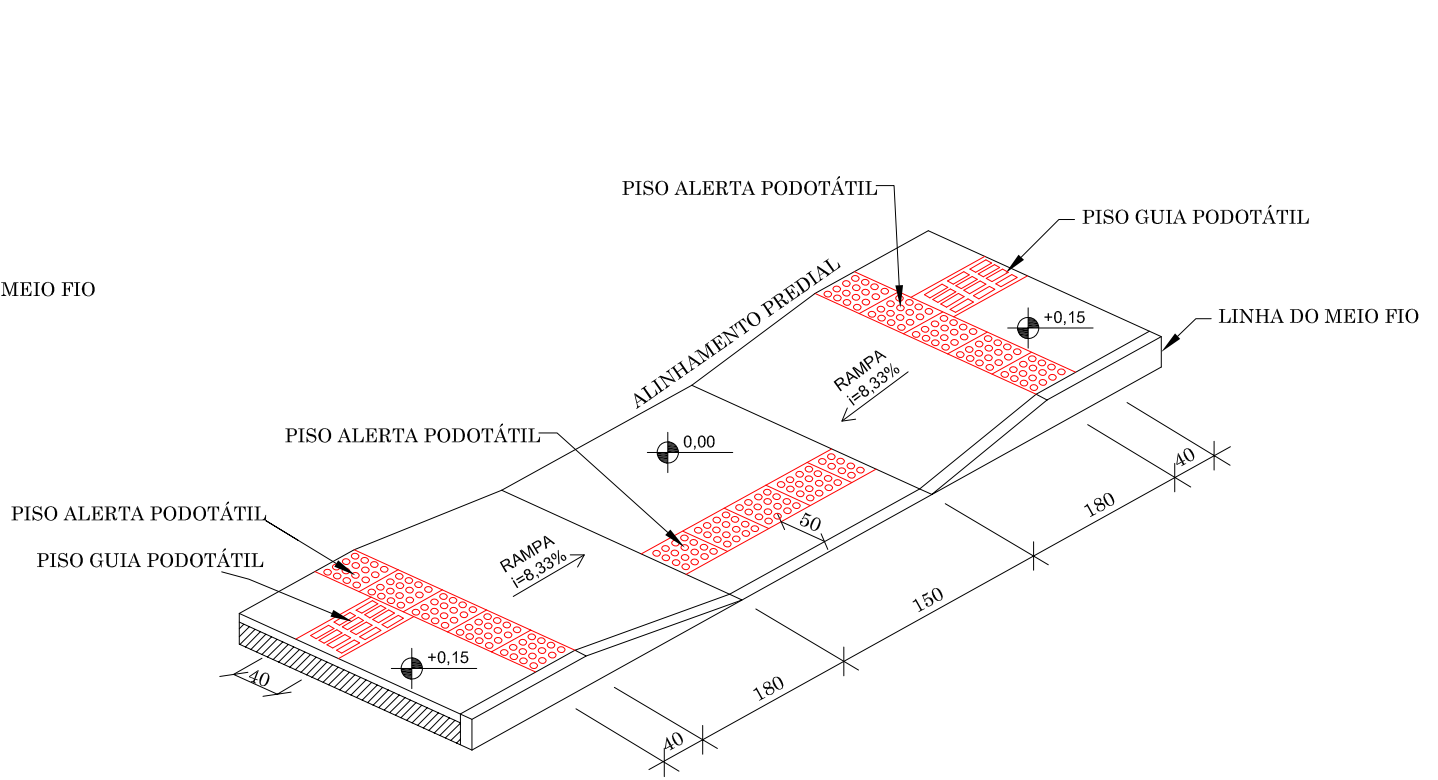 PISO ALERTA PODOTÁTIL
PISO GUIA PODOTÁTIL
MEIO FIO
ALINHAMENTO PREDIAL
+0,15
LINHA DO MEIO FIO
RAMPA
i=8,33%
PISO ALERTA PODOTÁTIL
0,00
40
180
PISO ALERTA PODOTÁTIL
50
RAMPA
i=8,33%
PISO GUIA PODOTÁTIL
150
+0,15
40
180
40